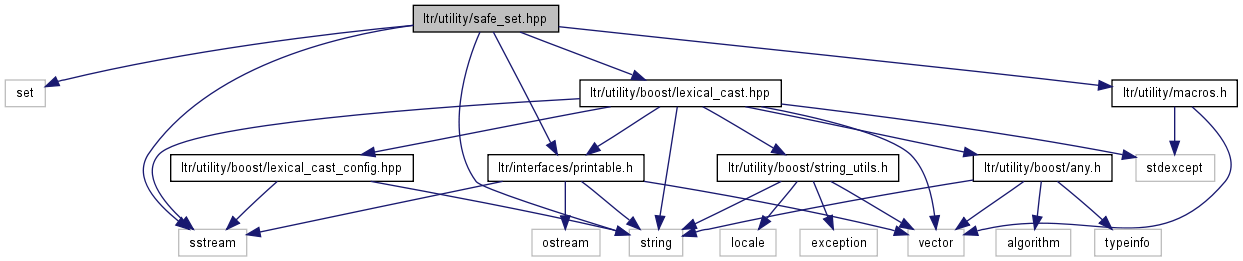 ltr/utility/safe_set.hpp
set
ltr/utility/boost/lexical_cast.hpp
ltr/utility/macros.h
ltr/utility/boost/lexical_cast_config.hpp
ltr/interfaces/printable.h
ltr/utility/boost/string_utils.h
ltr/utility/boost/any.h
stdexcept
sstream
ostream
string
locale
exception
vector
algorithm
typeinfo